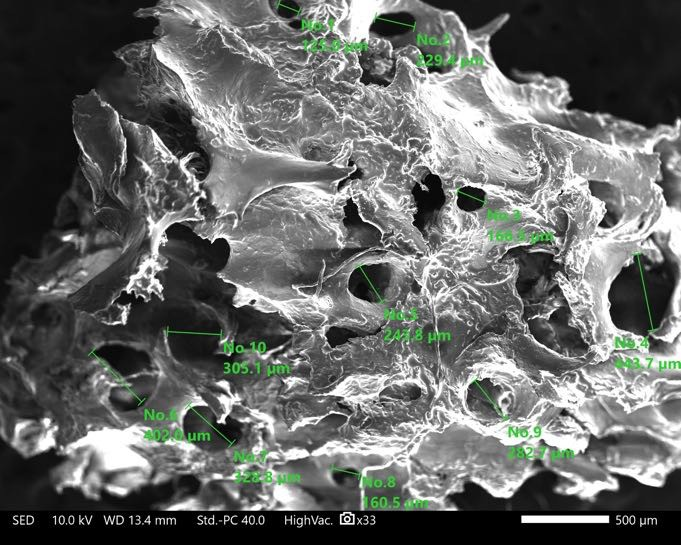 No.1
No.2
229.4 µm
No.3
No.5
243.8 µm
No.4
443.7 µm
No.10
305.1 µm
No.6
402.0 µm
No.7
328.3 µm
No.9
282.7 µm
No.8
160.5 µm
SED 10.0 kV WD 13.4 mm Std.-PC 40.0 HighVac. x33 500 µm